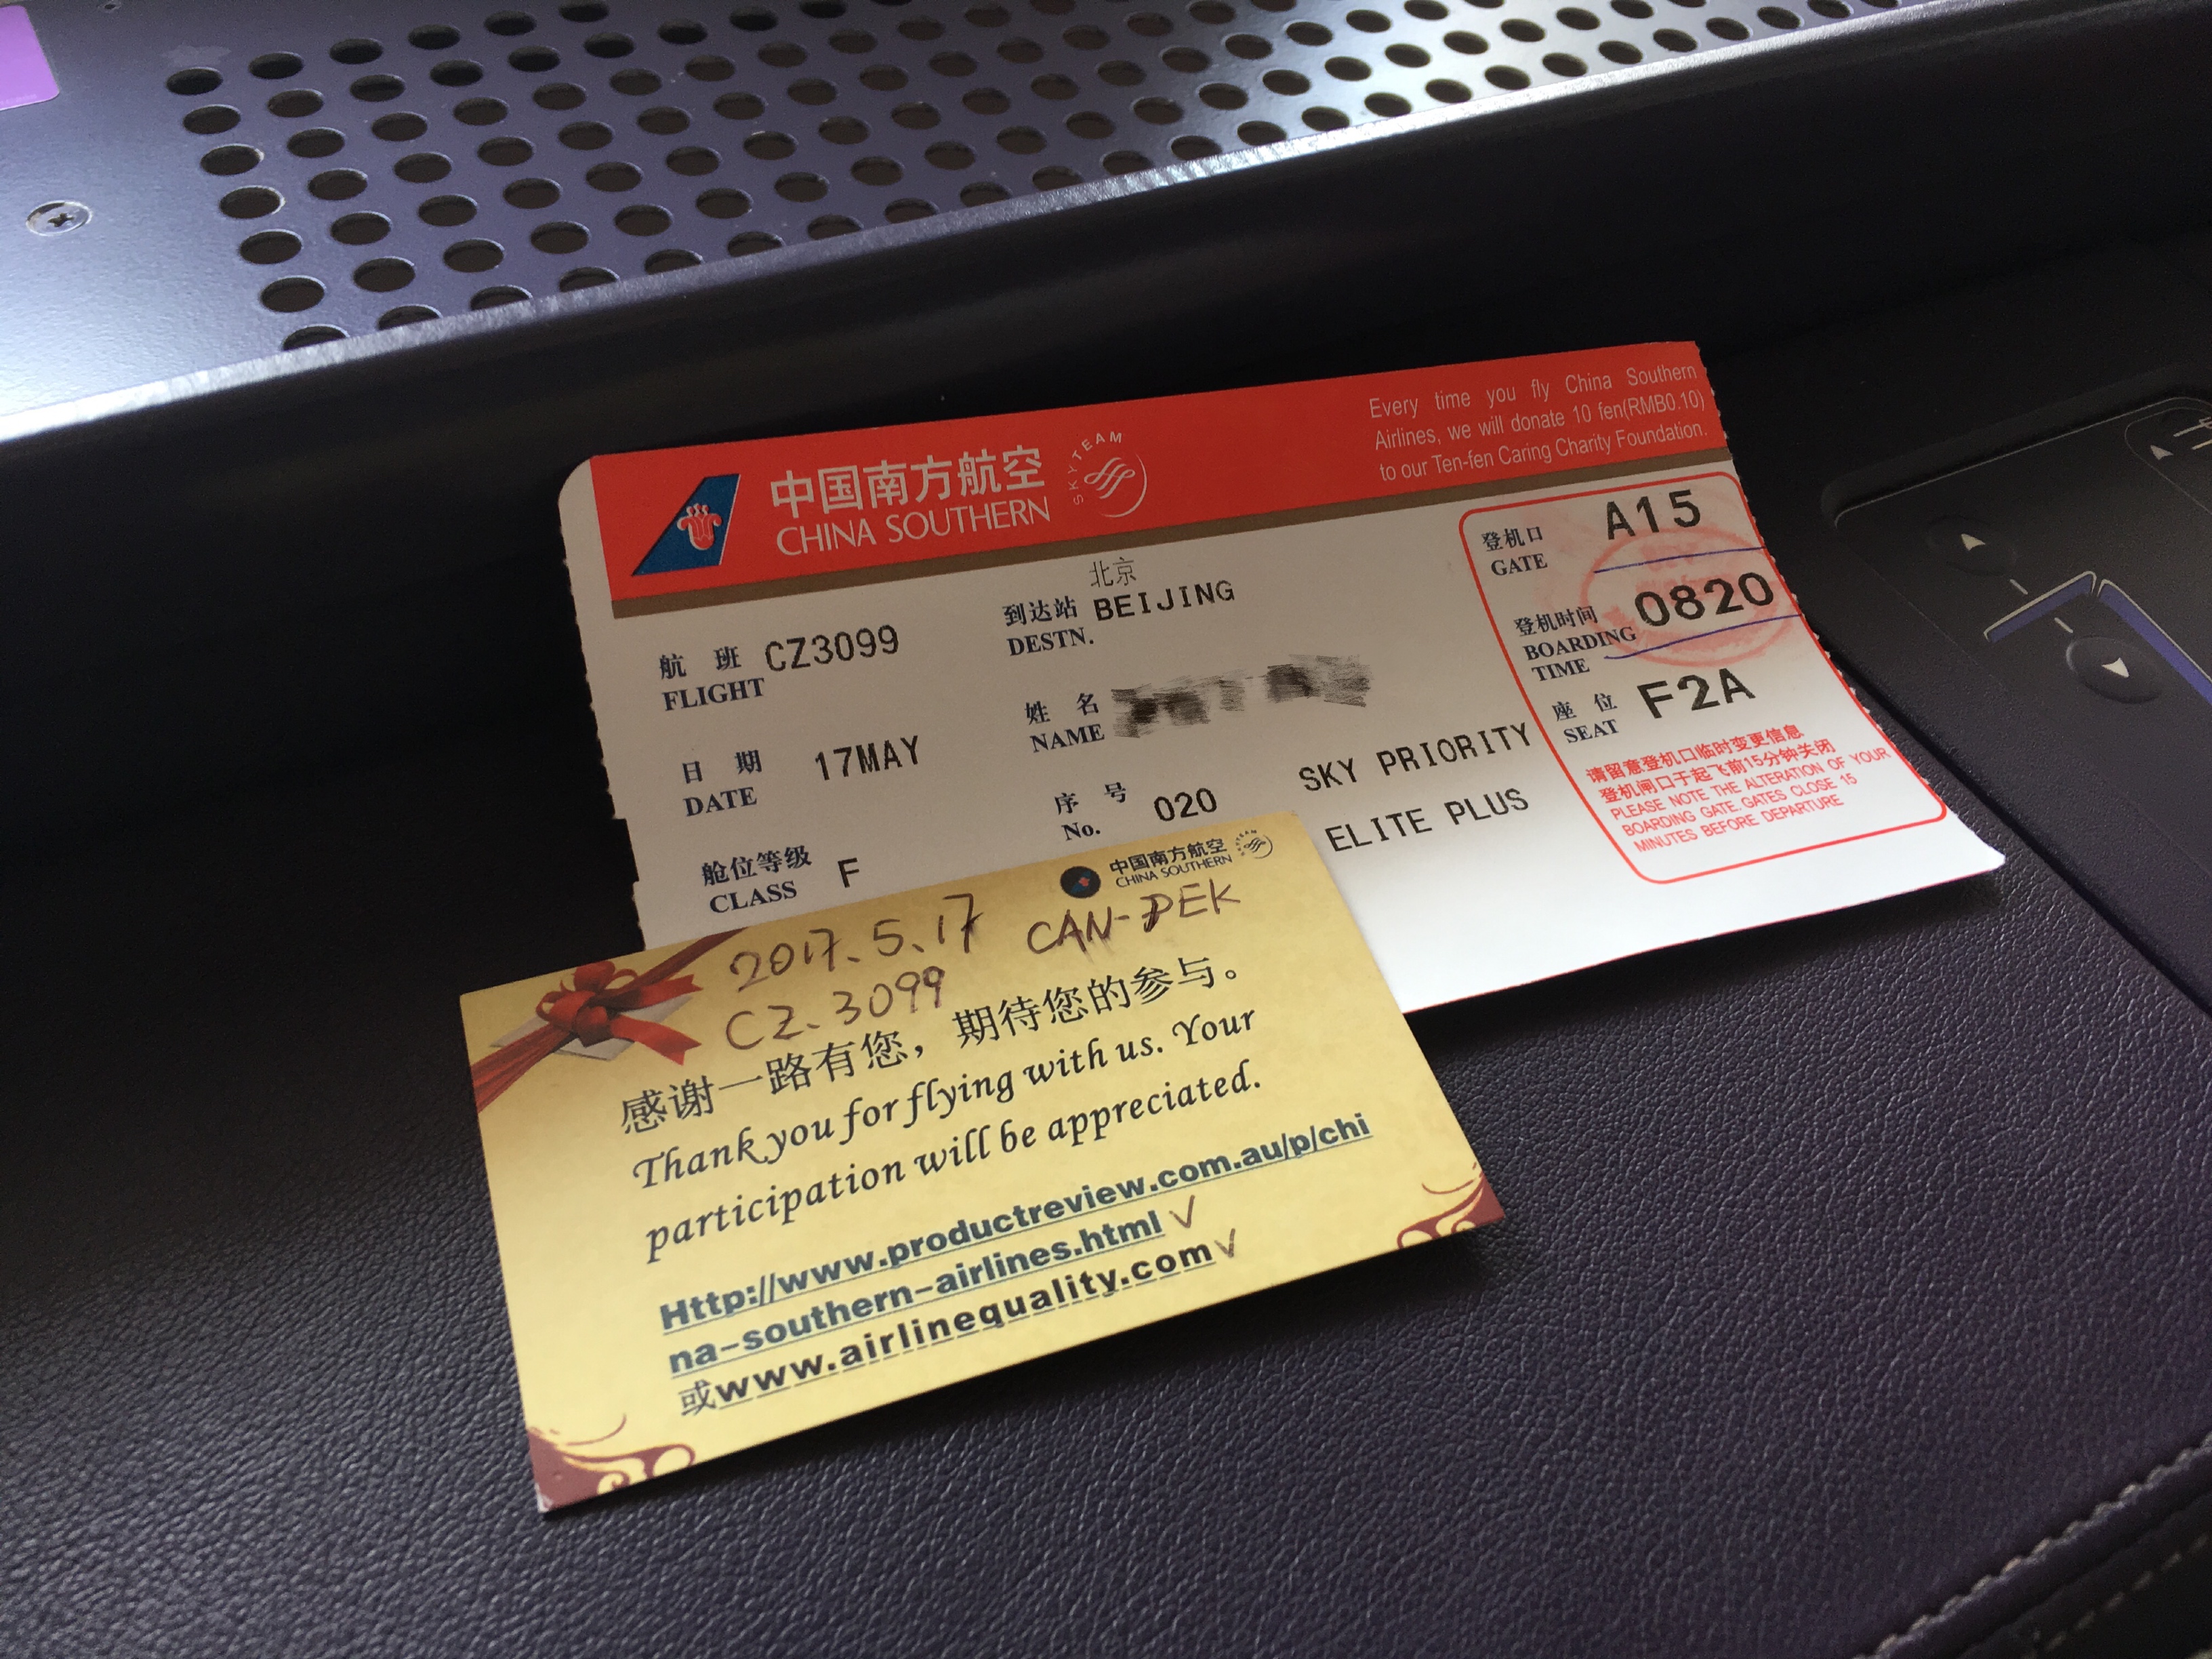 中国南方航空
CHINA SOUTHERN
SKYTEAM
Every time you fly China Southern
Airlines, we will donate 10 fen(RMB0.10)
to our Ten-fen Caring Charity Foundation.
航 班 CZ3099
FLIGHT
北京
到达站 BEIJING
DESTN.
日 期 17MAY
DATE
姓 名
NAME
舱位等级 F
CLASS
序 号 020
No.
SKY PRIORITY
ELITE PLUS
登机口 A15
GATE
登机时间 0820
BOARDING
TIME
座 位 F2A
SEAT
请留意登机口临时变更信息
登机闸口于起飞前15分钟关闭
PLEASE NOTE THE ALTERATION OF YOUR
BOARDING GATE. GATES CLOSE 15
MINUTES BEFORE DEPARTURE
中国南方航空
CHINA SOUTHERN
2017.5.17 CAN-PEK
CZ.3099
感谢一路有您，期待您的参与。
Thank you for flying with us. Your
participation will be appreciated.
Http://www.productreview.com.au/p/chi
na-southern-airlines.html ✓
或www.airlinequality.com ✓